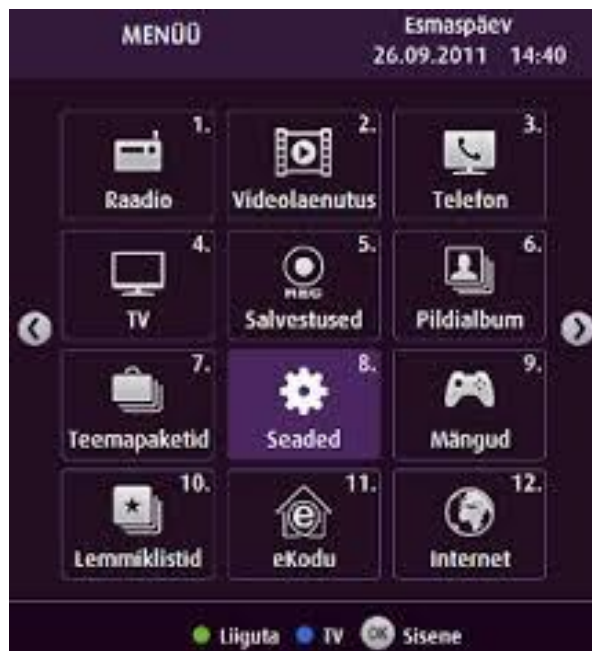 MENÜÜ Esmaspäev
26.09.2011 14:40
1. 2. 3.
Raadio Videolaenutus Telefon
4. 5. 6.
REC
TV Salvestused Pildialbum
7. 8. 9.
Teemapaketid Seaded Mängud
10. 11. 12.
e
Lemmiklistid eKodu Internet
Liiguta TV OK Sisene